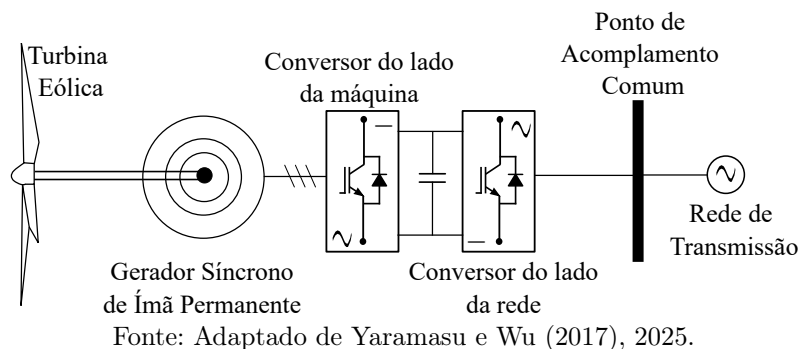 Turbina
Eólica
Conversor do lado
da máquina
Ponto de
Acomplamento
Comum
Gerador Síncrono
de Ímã Permanente
Conversor do lado
da rede
Rede de
Transmissão
Fonte: Adaptado de Yaramasu e Wu (2017), 2025.